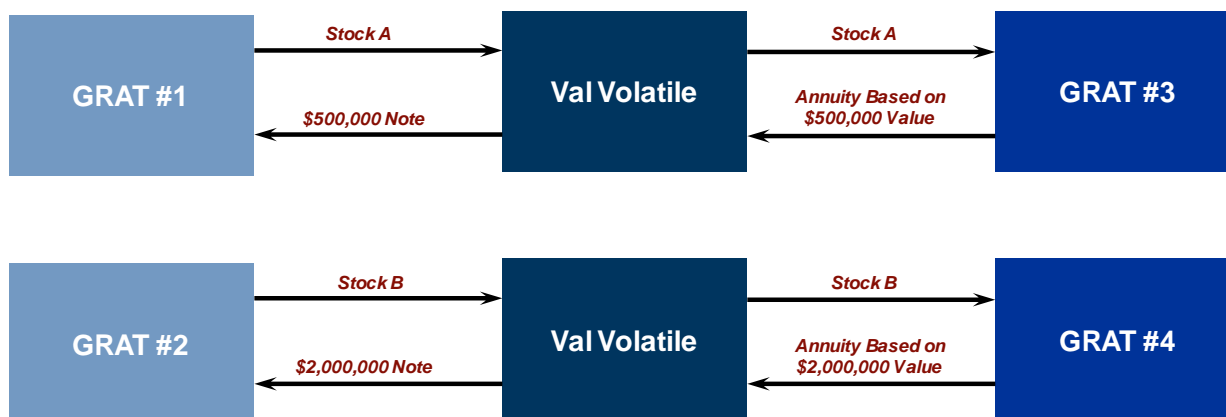 Stock A
Stock A
GRAT #1
Val Volatile
GRAT #3
$500,000 Note
Annuity Based on
$500,000 Value
Stock B
Stock B
GRAT #2
Val Volatile
GRAT #4
$2,000,000 Note
Annuity Based on
$2,000,000 Value